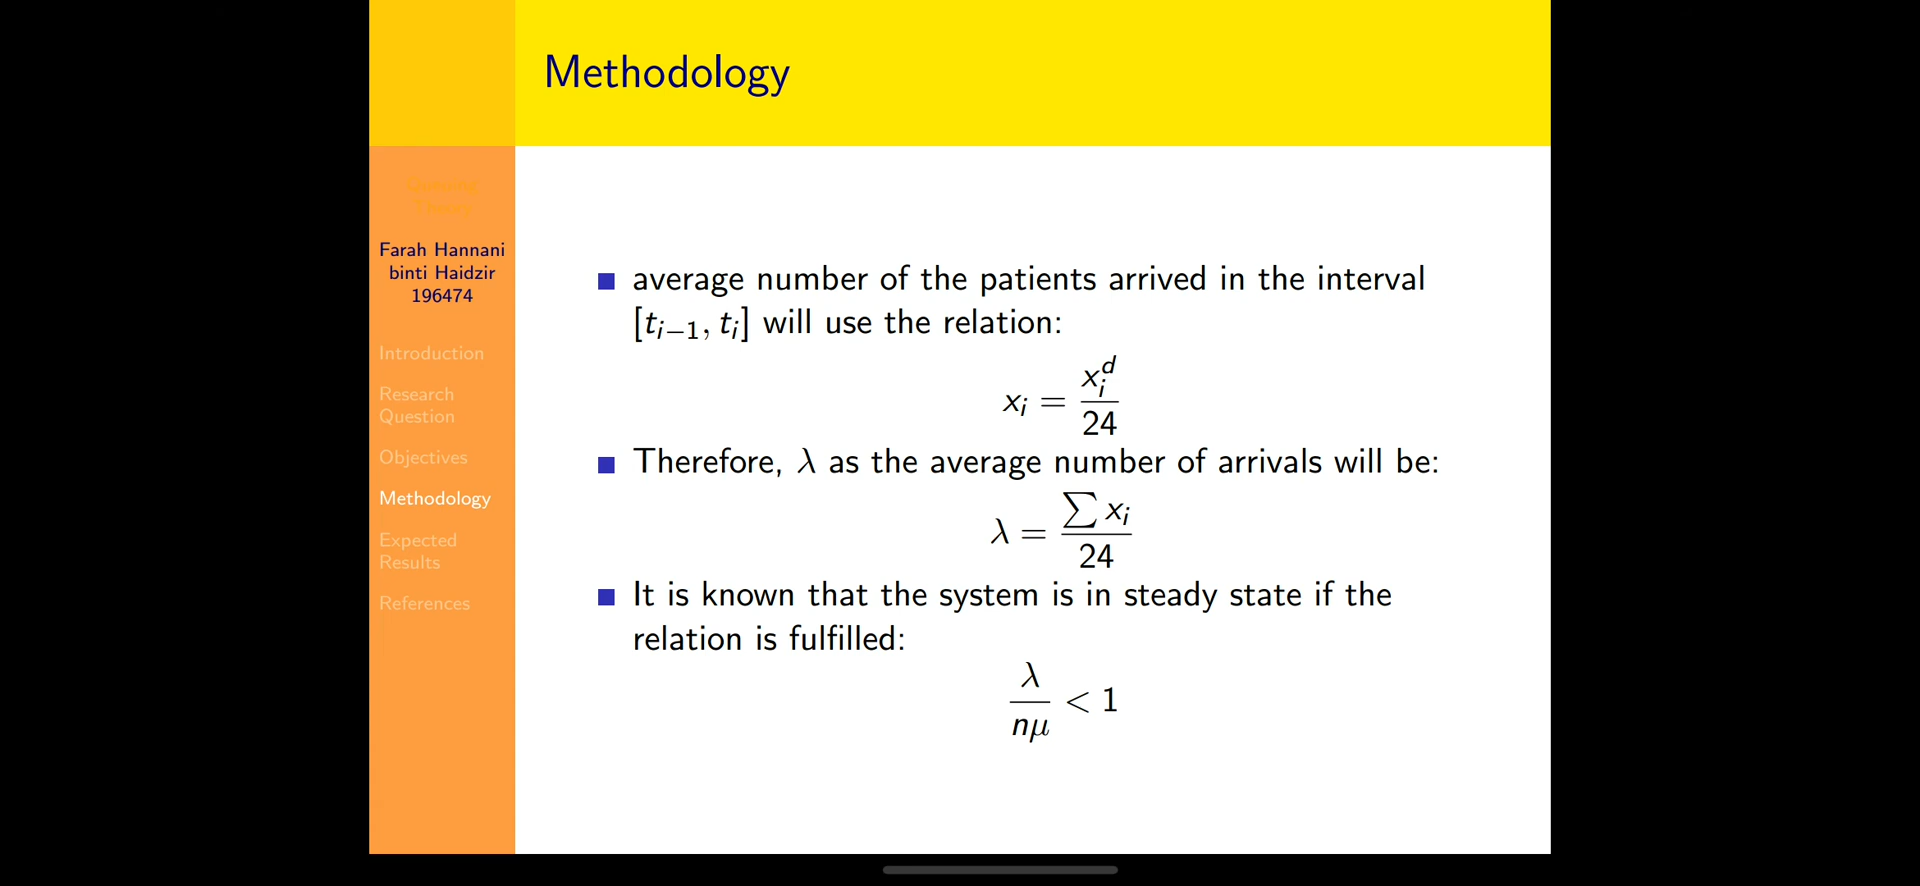 Methodology
Queuing
Theory
Farah Hannani
binti Haidzir
196474
Introduction
Research
Question
Objectives
Methodology
Expected
Results
References
■ average number of the patients arrived in the interval
[t_{i−1}, t_i] will use the relation:
x_i = x_i^d / 24
■ Therefore, λ as the average number of arrivals will be:
λ = ∑ x_i / 24
■ It is known that the system is in steady state if the
relation is fulfilled:
λ / nμ < 1